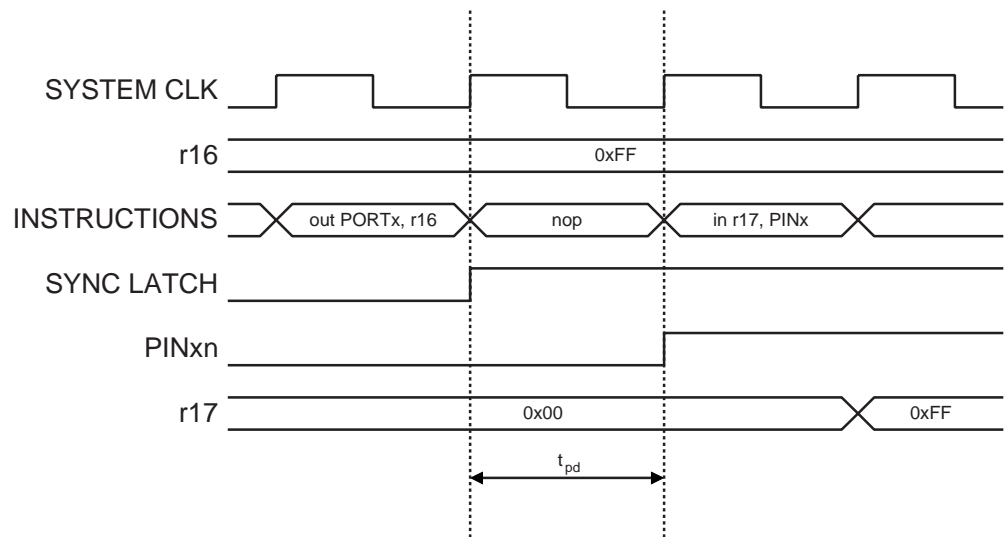 SYSTEM CLK
r16
0xFF
INSTRUCTIONS
out PORTx, r16
nop
in r17, PINx
SYNC LATCH
PINxn
r17
0x00
0xFF
tpd